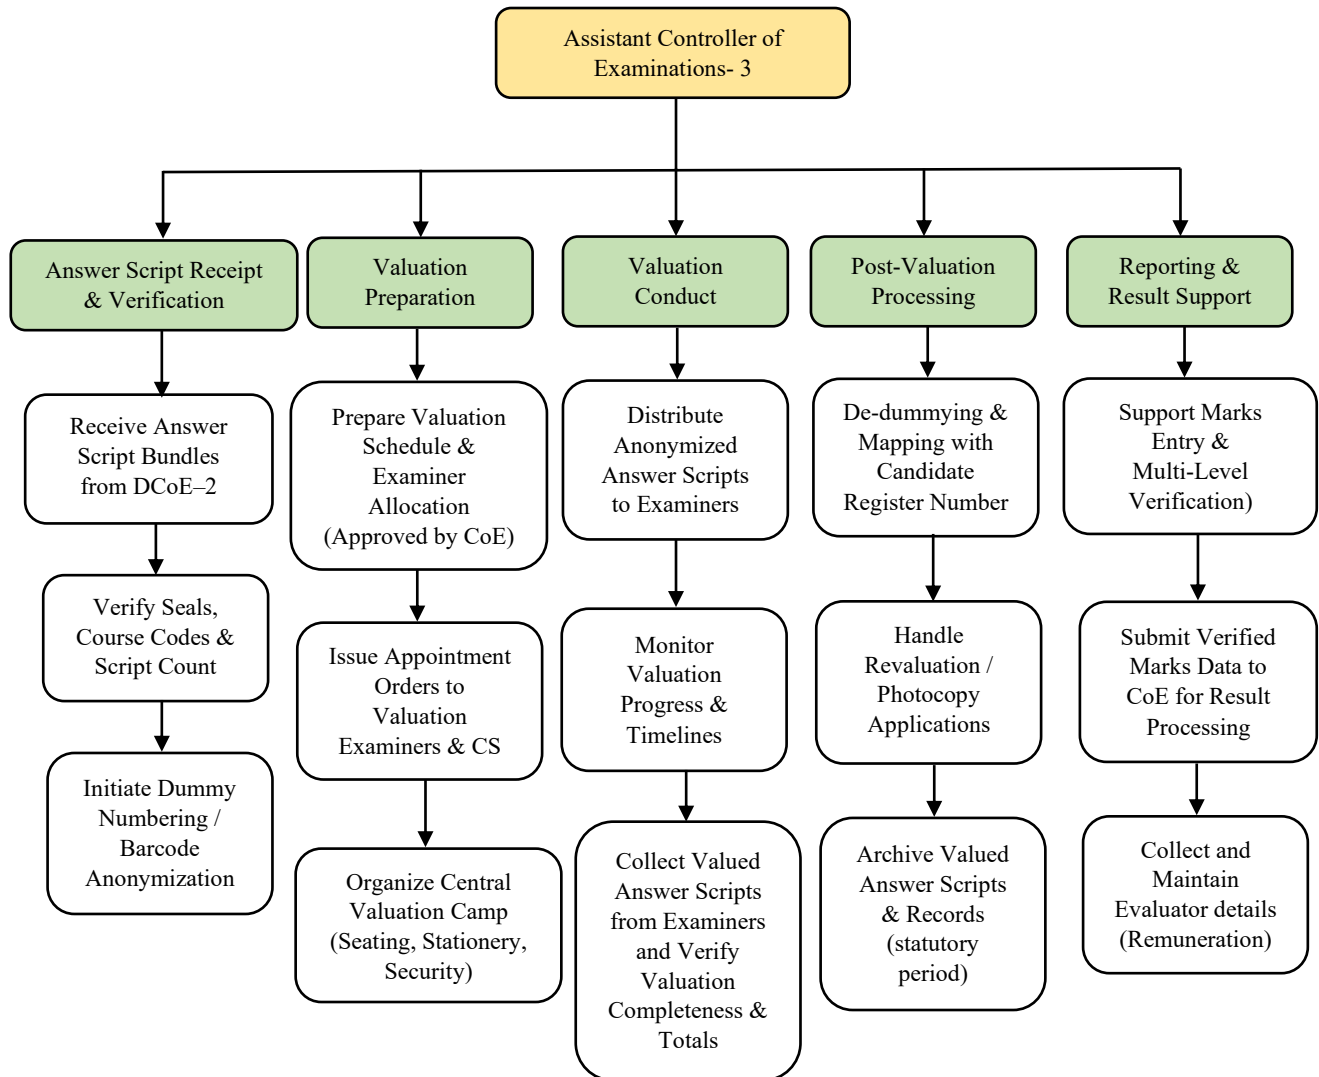 Assistant Controller of
Examinations- 3
Answer Script Receipt
& Verification
Receive Answer
Script Bundles
from DCoE–2
Verify Seals,
Course Codes &
Script Count
Initiate Dummy
Numbering /
Barcode
Anonymization
Valuation
Preparation
Prepare Valuation
Schedule &
Examiner
Allocation
(Approved by CoE)
Issue Appointment
Orders to
Valuation
Examiners & CS
Organize Central
Valuation Camp
(Seating, Stationery,
Security)
Valuation
Conduct
Distribute
Anonymized
Answer Scripts
to Examiners
Monitor
Valuation
Progress &
Timelines
Collect Valued
Answer Scripts
from Examiners
and Verify
Valuation
Completeness &
Totals
Post-Valuation
Processing
De-dummying &
Mapping with
Candidate
Register Number
Handle
Revaluation /
Photocopy
Applications
Archive Valued
Answer Scripts
& Records
(statutory
period)
Reporting &
Result Support
Support Marks
Entry &
Multi-Level
Verification)
Submit Verified
Marks Data to
CoE for Result
Processing
Collect and
Maintain
Evaluator details
(Remuneration)